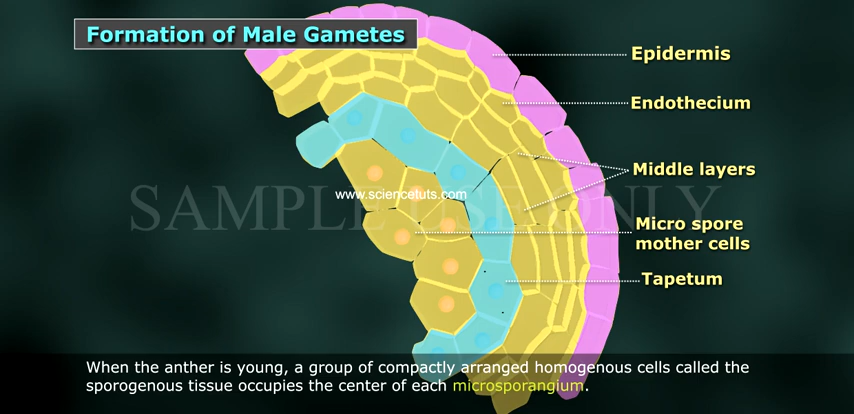 Formation of Male Gametes
Epidermis
Endothecium
Middle layers
www.sciencetuts.com
SAMPLE USE ONLY
Micro spore
mother cells
Tapetum
When the anther is young, a group of compactly arranged homogenous cells called the
sporogenous tissue occupies the center of each microsporangium.